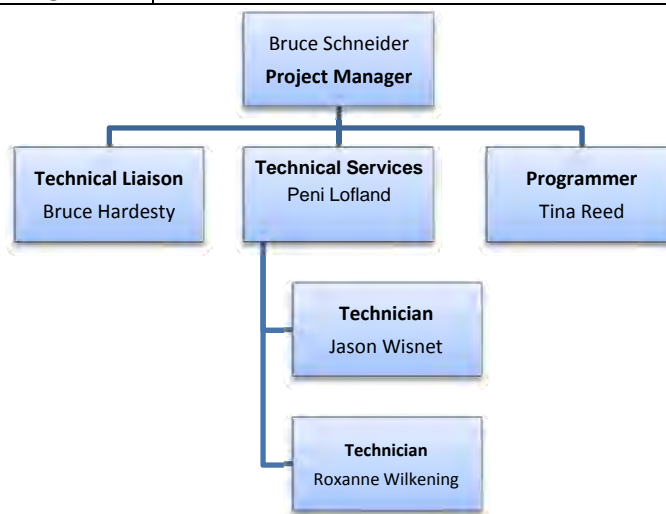 Bruce Schneider
Project Manager
Technical Liaison
Bruce Hardesty
Technical Services
Peni Lofland
Programmer
Tina Reed
Technician
Jason Wisnet
Technician
Roxanne Wilkening